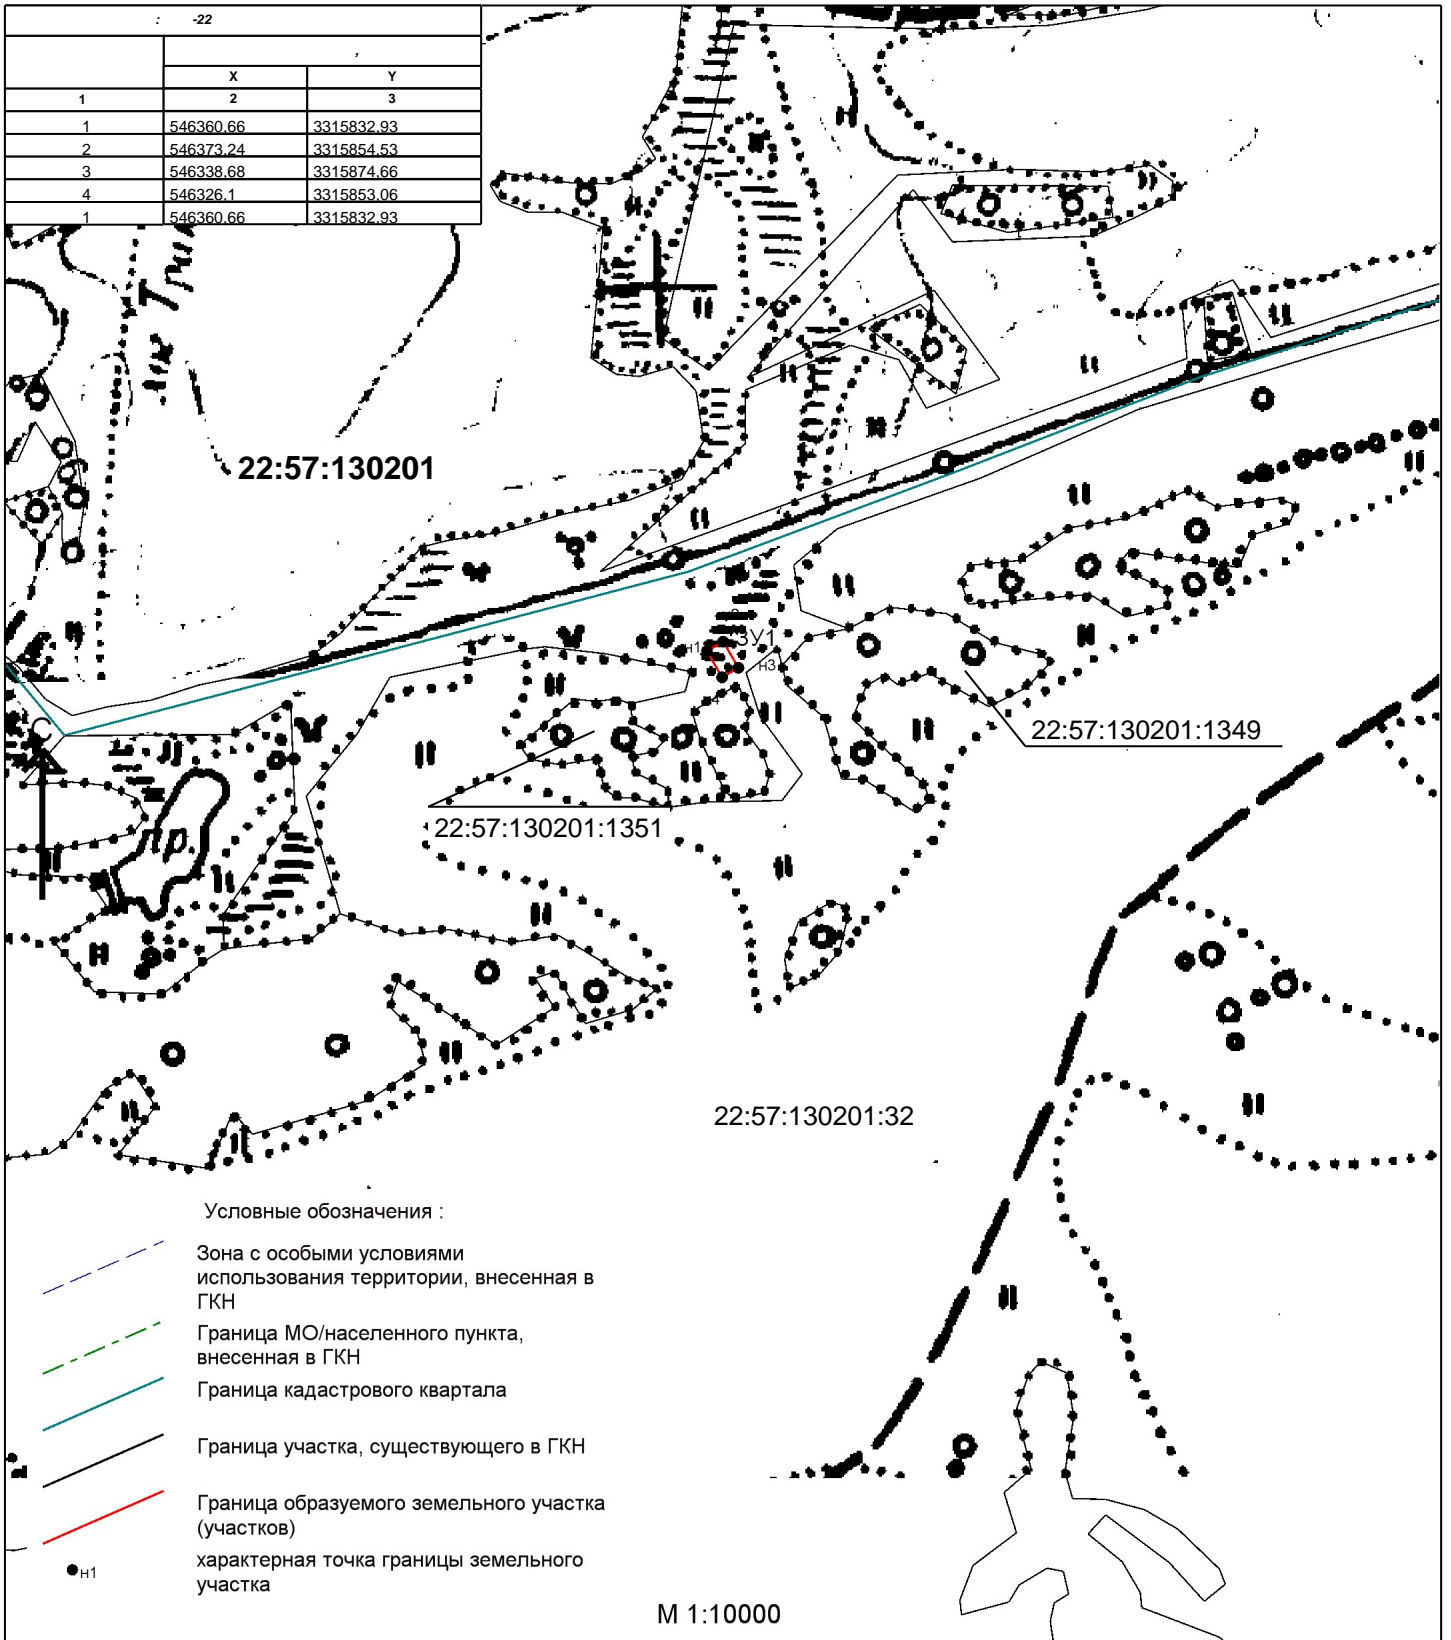 : -22
,
X Y
1 2 3
1 546360.66 3315832.93
2 546373.24 3315854.53
3 546338.68 3315874.66
4 546326.1 3315853.06
1 546360.66 3315832.93
22:57:130201
ЗУ1
н1
н3
С
22:57:130201:1349
22:57:130201:1351
пр.
22:57:130201:32
Условные обозначения :
Зона с особыми условиями
использования территории, внесенная в
ГКН
Граница МО/населенного пункта,
внесенная в ГКН
Граница кадастрового квартала
Граница участка, существующего в ГКН
Граница образуемого земельного участка
(участков)
н1
характерная точка границы земельного
участка
М 1:10000